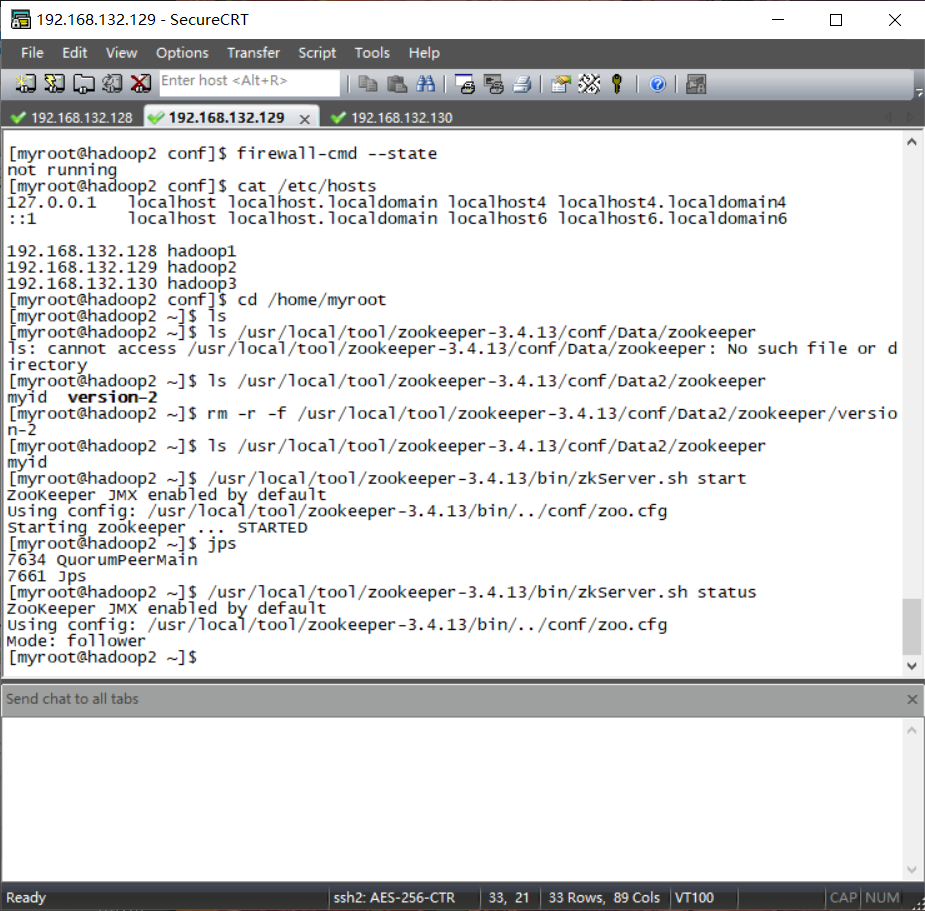 192.168.132.129 - SecureCRT
File Edit View Options Transfer Script Tools Help
Enter host <Alt+R>
192.168.132.128 192.168.132.129 192.168.132.130
[myroot@hadoop2 conf]$ firewall-cmd --state
not running
[myroot@hadoop2 conf]$ cat /etc/hosts
127.0.0.1   localhost localhost.localdomain localhost4 localhost4.localdomain4
::1         localhost localhost.localdomain localhost6 localhost6.localdomain6
192.168.132.128 hadoop1
192.168.132.129 hadoop2
192.168.132.130 hadoop3
[myroot@hadoop2 conf]$ cd /home/myroot
[myroot@hadoop2 ~]$ ls
[myroot@hadoop2 ~]$ ls /usr/local/tool/zookeeper-3.4.13/conf/Data/zookeeper
ls: cannot access /usr/local/tool/zookeeper-3.4.13/conf/Data/zookeeper: No such file or d
irectory
[myroot@hadoop2 ~]$ ls /usr/local/tool/zookeeper-3.4.13/conf/Data2/zookeeper
myid  version-2
[myroot@hadoop2 ~]$ rm -r -f /usr/local/tool/zookeeper-3.4.13/conf/Data2/zookeeper/versio
n-2
[myroot@hadoop2 ~]$ ls /usr/local/tool/zookeeper-3.4.13/conf/Data2/zookeeper
myid
[myroot@hadoop2 ~]$ /usr/local/tool/zookeeper-3.4.13/bin/zkServer.sh start
ZooKeeper JMX enabled by default
Using config: /usr/local/tool/zookeeper-3.4.13/bin/../conf/zoo.cfg
Starting zookeeper ... STARTED
[myroot@hadoop2 ~]$ jps
7634 QuorumPeerMain
7661 Jps
[myroot@hadoop2 ~]$ /usr/local/tool/zookeeper-3.4.13/bin/zkServer.sh status
ZooKeeper JMX enabled by default
Using config: /usr/local/tool/zookeeper-3.4.13/bin/../conf/zoo.cfg
Mode: follower
[myroot@hadoop2 ~]$
Send chat to all tabs
Ready ssh2: AES-256-CTR 33, 21 33 Rows, 89 Cols VT100 CAP NUM